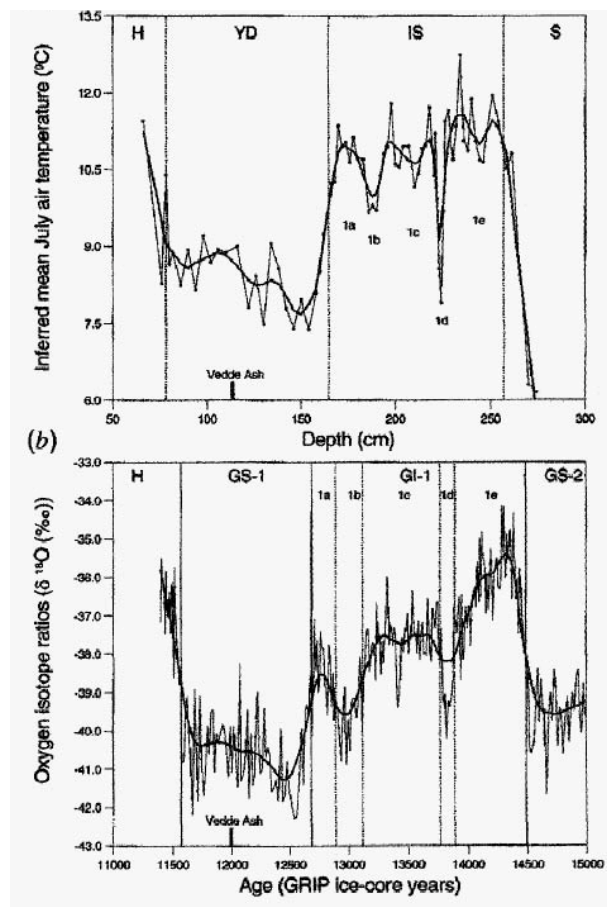 13.5
H YD IS S
12.0
10.5
9.0
7.5
6.0
Inferred mean July air temperature (ºC)
1a 1b 1c 1d 1e
Vedde Ash
50 100 150 200 250 300
Depth (cm)
(b)
-33.0
H GS-1 GI-1 GS-2
1a 1b 1c 1d 1e
-34.0
-35.0
-36.0
-37.0
-38.0
-39.0
-40.0
-41.0
-42.0
-43.0
Oxygen isotope ratios (δ ¹⁸O (‰))
Vedde Ash
11000 11500 12000 12500 13000 13500 14000 14500 15000
Age (GRIP ice-core years)